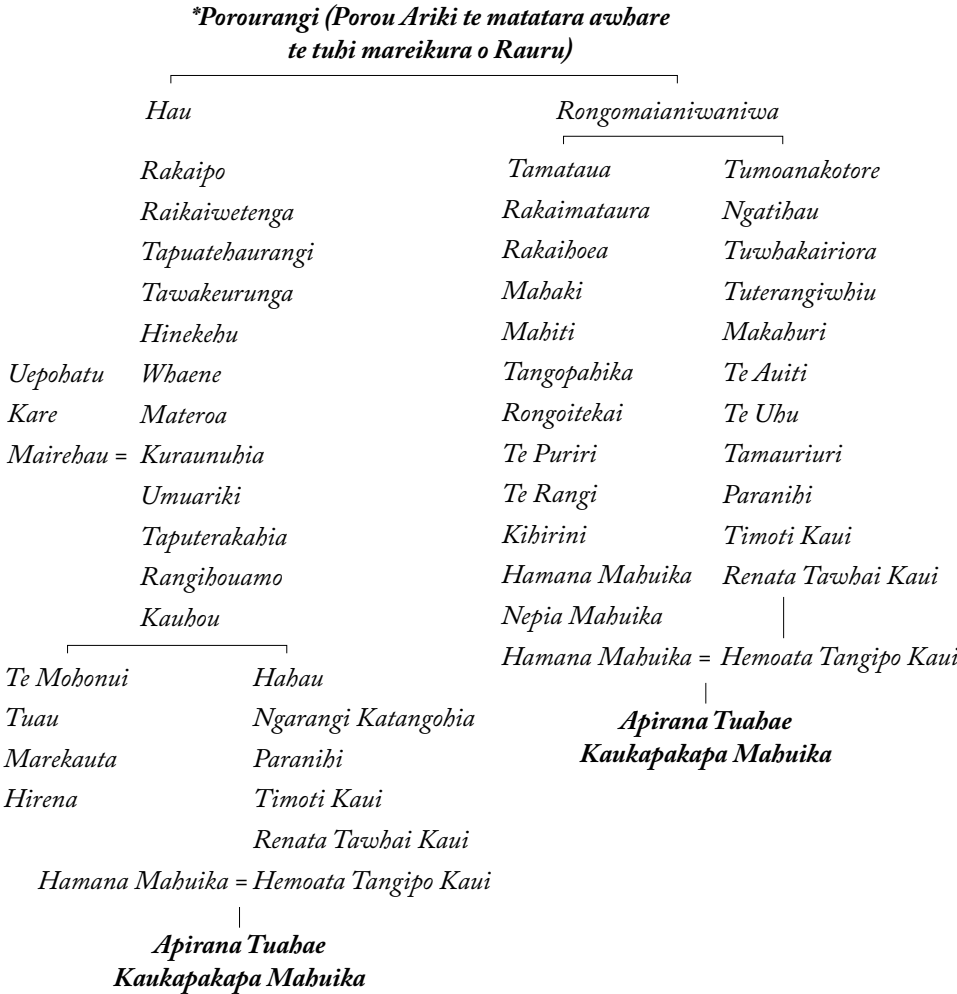 *Porourangi (Porou Ariki te matatara awhare
te tuhi mareikura o Rauru)
Hau Rongomaianiwaniwa
Rakaipo Tamataua Tumoanakotore
Raikaiwetenga Rakaimataura Ngatihau
Tapuatehaurangi Rakaihoea Tuwhakairiora
Tawakeurunga Mahaki Tuterangiwhiu
Hinekehu Mahiti Makahuri
Uepohatu Whaene Tangopahika Te Auiti
Kare Materoa Rongoitekai Te Uhu
Mairehau = Kuraunuhia Te Puriri Tamauriuri
Umuariki Te Rangi Paranihi
Taputerakahia Kihirini Timoti Kaui
Rangihouamo Hamana Mahuika Renata Tawhai Kaui
Kauhou Nepia Mahuika
Hamana Mahuika = Hemoata Tangipo Kaui
Te Mohonui Hahau
Tuau Ngarangi Katangohia Apirana Tuahae
Marekauta Paranihi Kaukapakapa Mahuika
Hirena Timoti Kaui
Renata Tawhai Kaui
Hamana Mahuika = Hemoata Tangipo Kaui
Apirana Tuahae
Kaukapakapa Mahuika